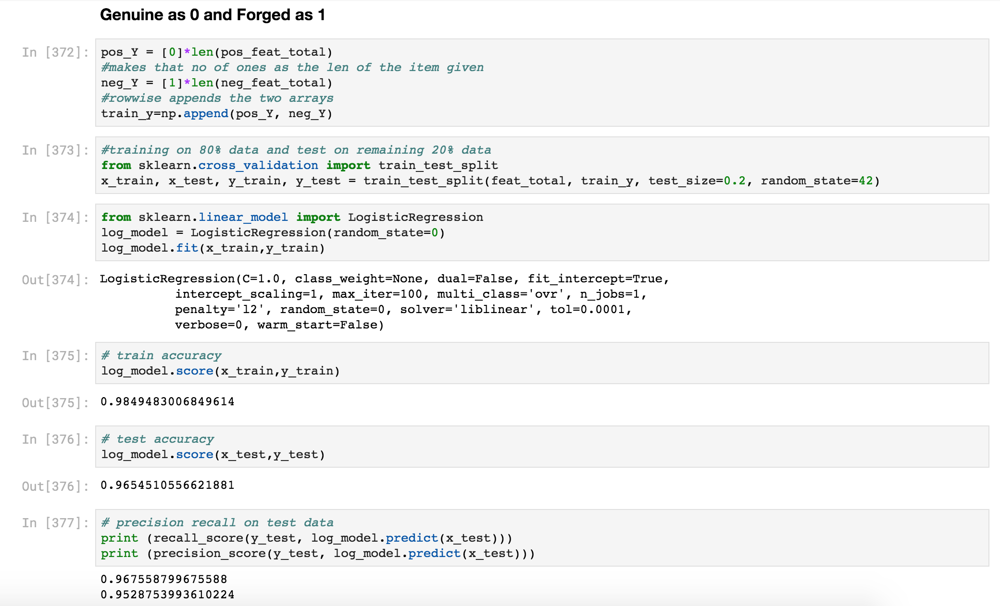 Genuine as 0 and Forged as 1
In [372]: pos_Y = [0]*len(pos_feat_total)
#makes that no of ones as the len of the item given
neg_Y = [1]*len(neg_feat_total)
#rowwise appends the two arrays
train_y=np.append(pos_Y, neg_Y)
In [373]: #training on 80% data and test on remaining 20% data
from sklearn.cross_validation import train_test_split
x_train, x_test, y_train, y_test = train_test_split(feat_total, train_y, test_size=0.2, random_state=42)
In [374]: from sklearn.linear_model import LogisticRegression
log_model = LogisticRegression(random_state=0)
log_model.fit(x_train,y_train)
Out[374]: LogisticRegression(C=1.0, class_weight=None, dual=False, fit_intercept=True,
intercept_scaling=1, max_iter=100, multi_class='ovr', n_jobs=1,
penalty='l2', random_state=0, solver='liblinear', tol=0.0001,
verbose=0, warm_start=False)
In [375]: # train accuracy
log_model.score(x_train,y_train)
Out[375]: 0.9849483006849614
In [376]: # test accuracy
log_model.score(x_test,y_test)
Out[376]: 0.9654510556621881
In [377]: # precision recall on test data
print (recall_score(y_test, log_model.predict(x_test)))
print (precision_score(y_test, log_model.predict(x_test)))
0.967558799675588
0.9528753993610224